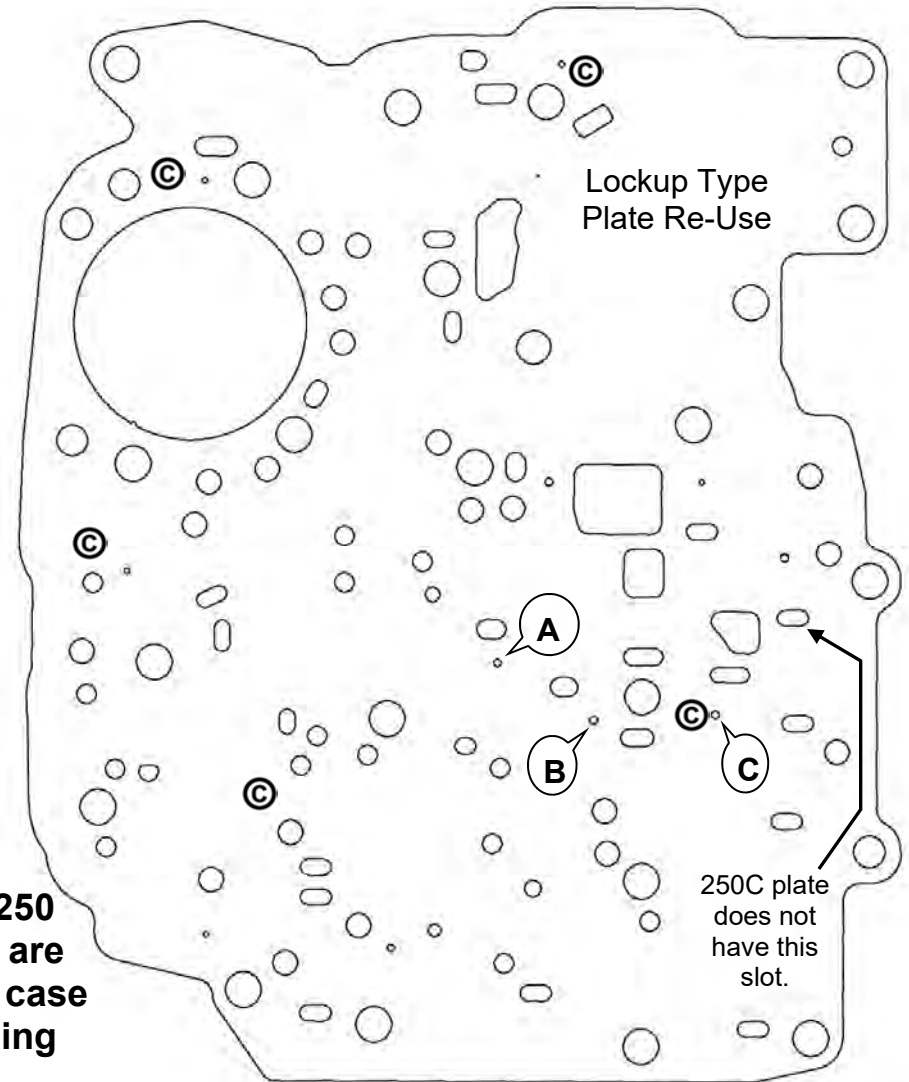 ©
©
Lockup Type
Plate Re-Use
©
A
©
B
C
©
250C plate
does not
have this
slot.
250
are
case
ing